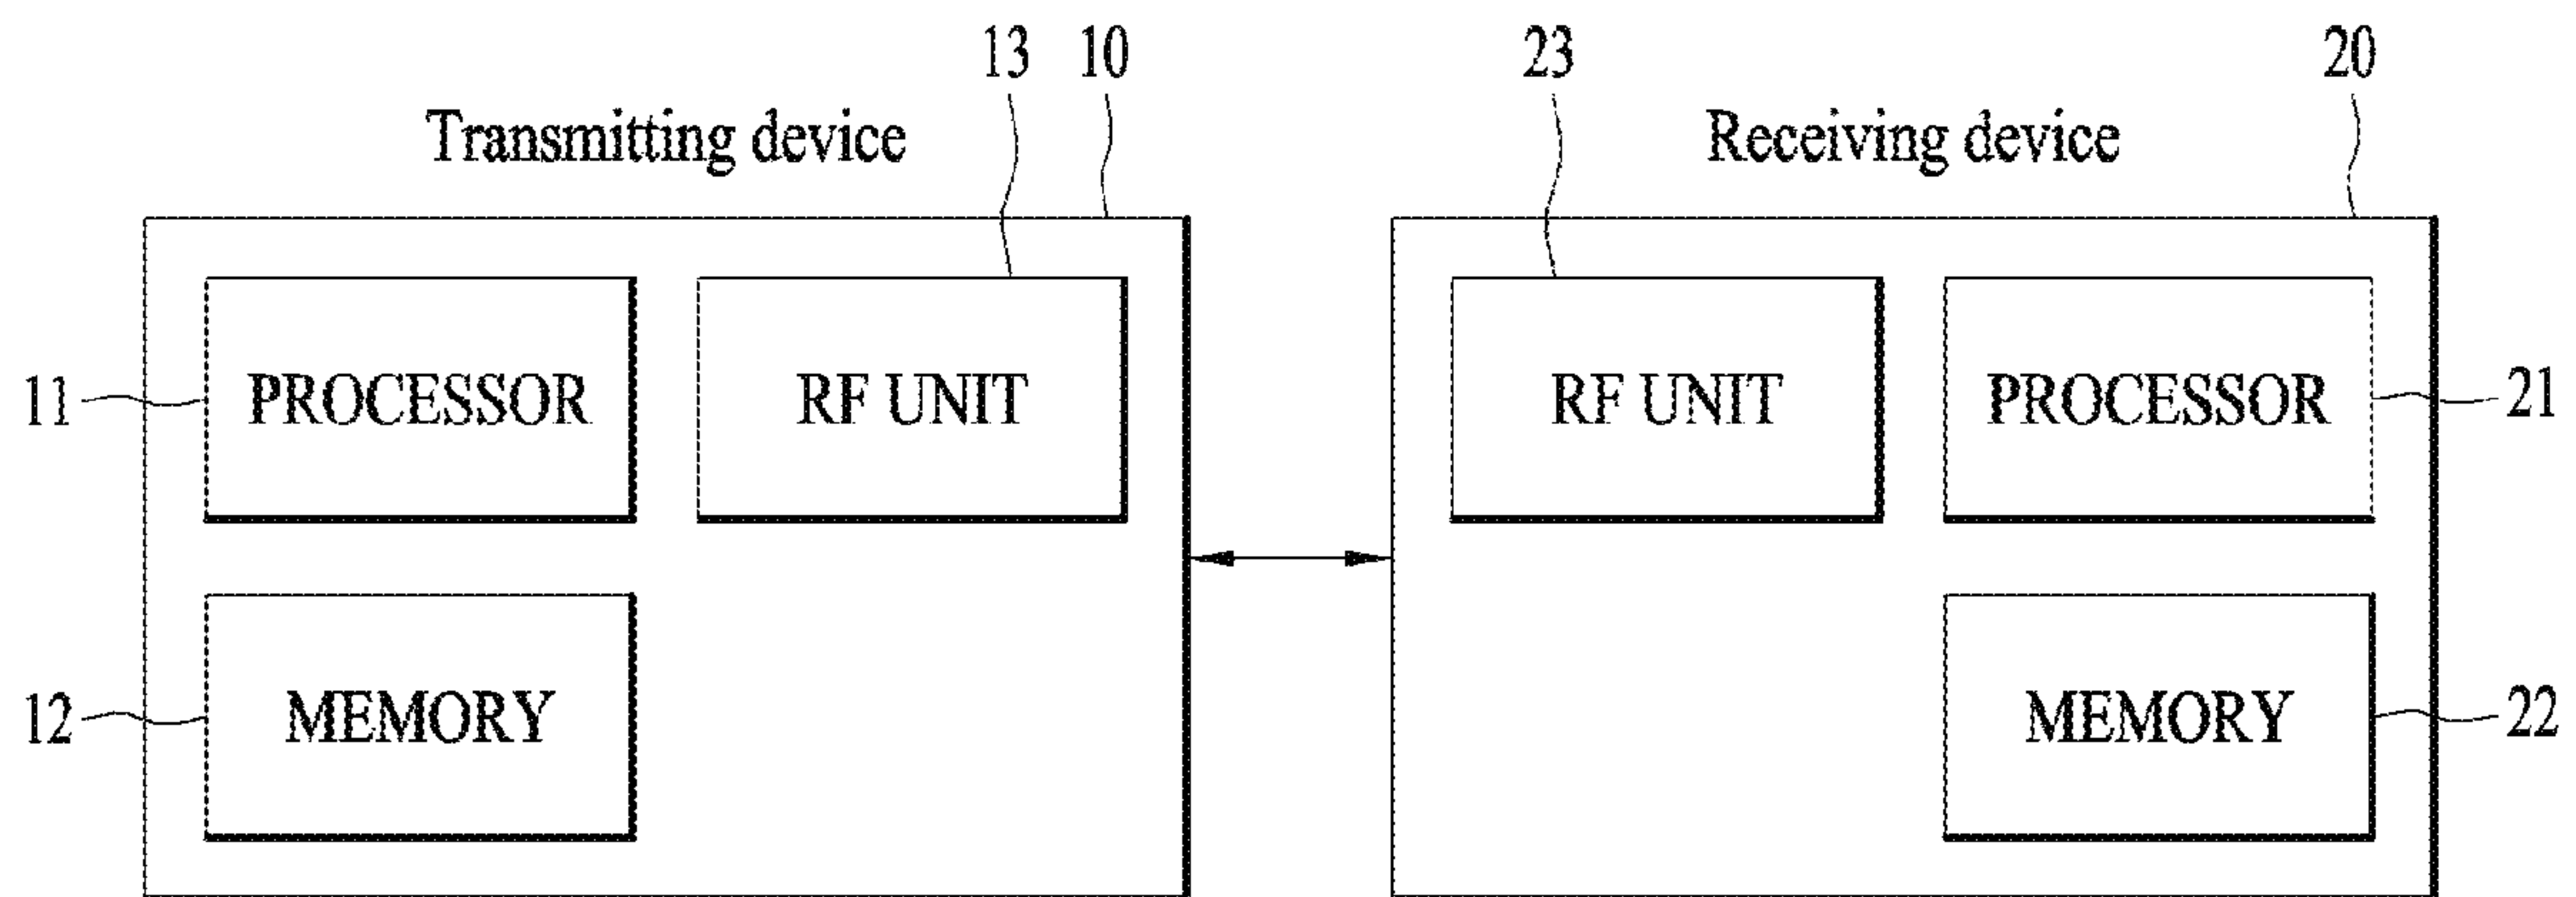 13 10 23 20
Transmitting device Receiving device
11 PROCESSOR RF UNIT RF UNIT PROCESSOR 21
12 MEMORY MEMORY 22